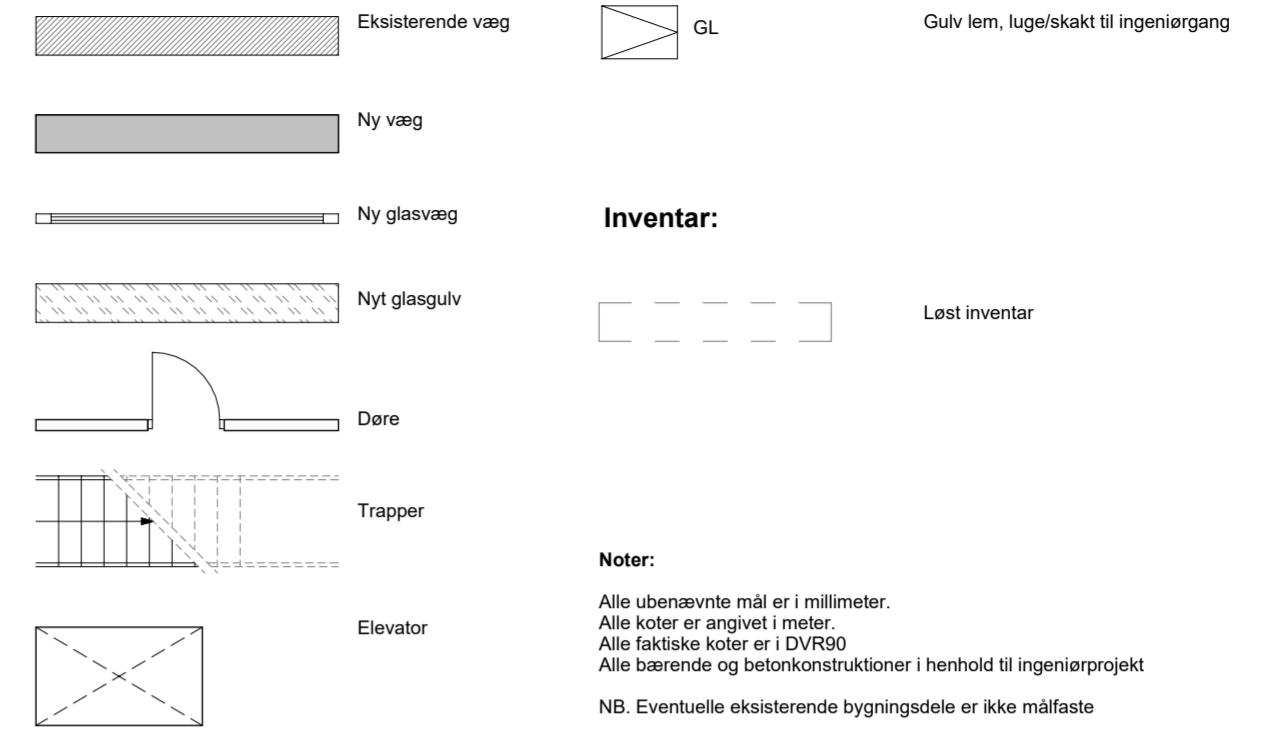 Eksisterende væg
Ny væg
Ny glasvæg
Nyt glasgulv
Døre
Trapper
Elevator
GL
Gulv lem, luge/skakt til ingeniørgang
Inventar:
Løst inventar
Noter:
Alle ubenævnte mål er i millimeter.
Alle koter er angivet i meter.
Alle faktiske koter er i DVR90
Alle bærende og betonkonstruktioner i henhold til ingeniørprojekt
NB. Eventuelle eksisterende bygningsdele er ikke målfaste